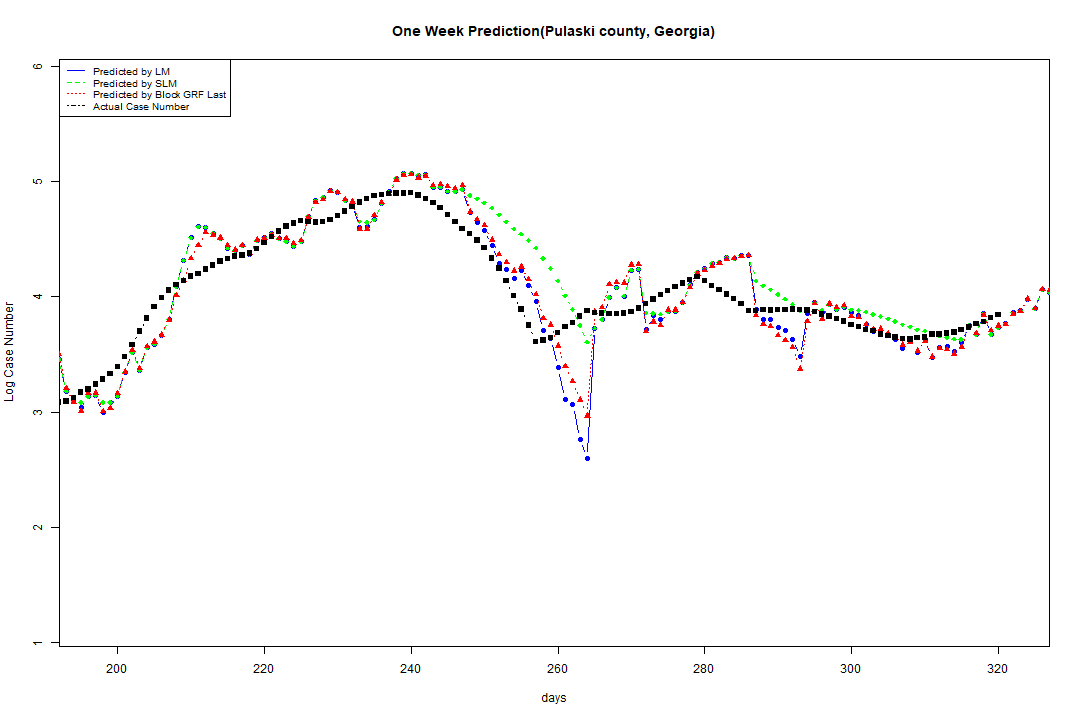 One Week Prediction(Pulaski county, Georgia)
Predicted by LM
Predicted by SLM
Predicted by Block GRF Last
Actual Case Number
Log Case Number
6
5
4
3
2
1
200 220 240 260 280 300 320
days